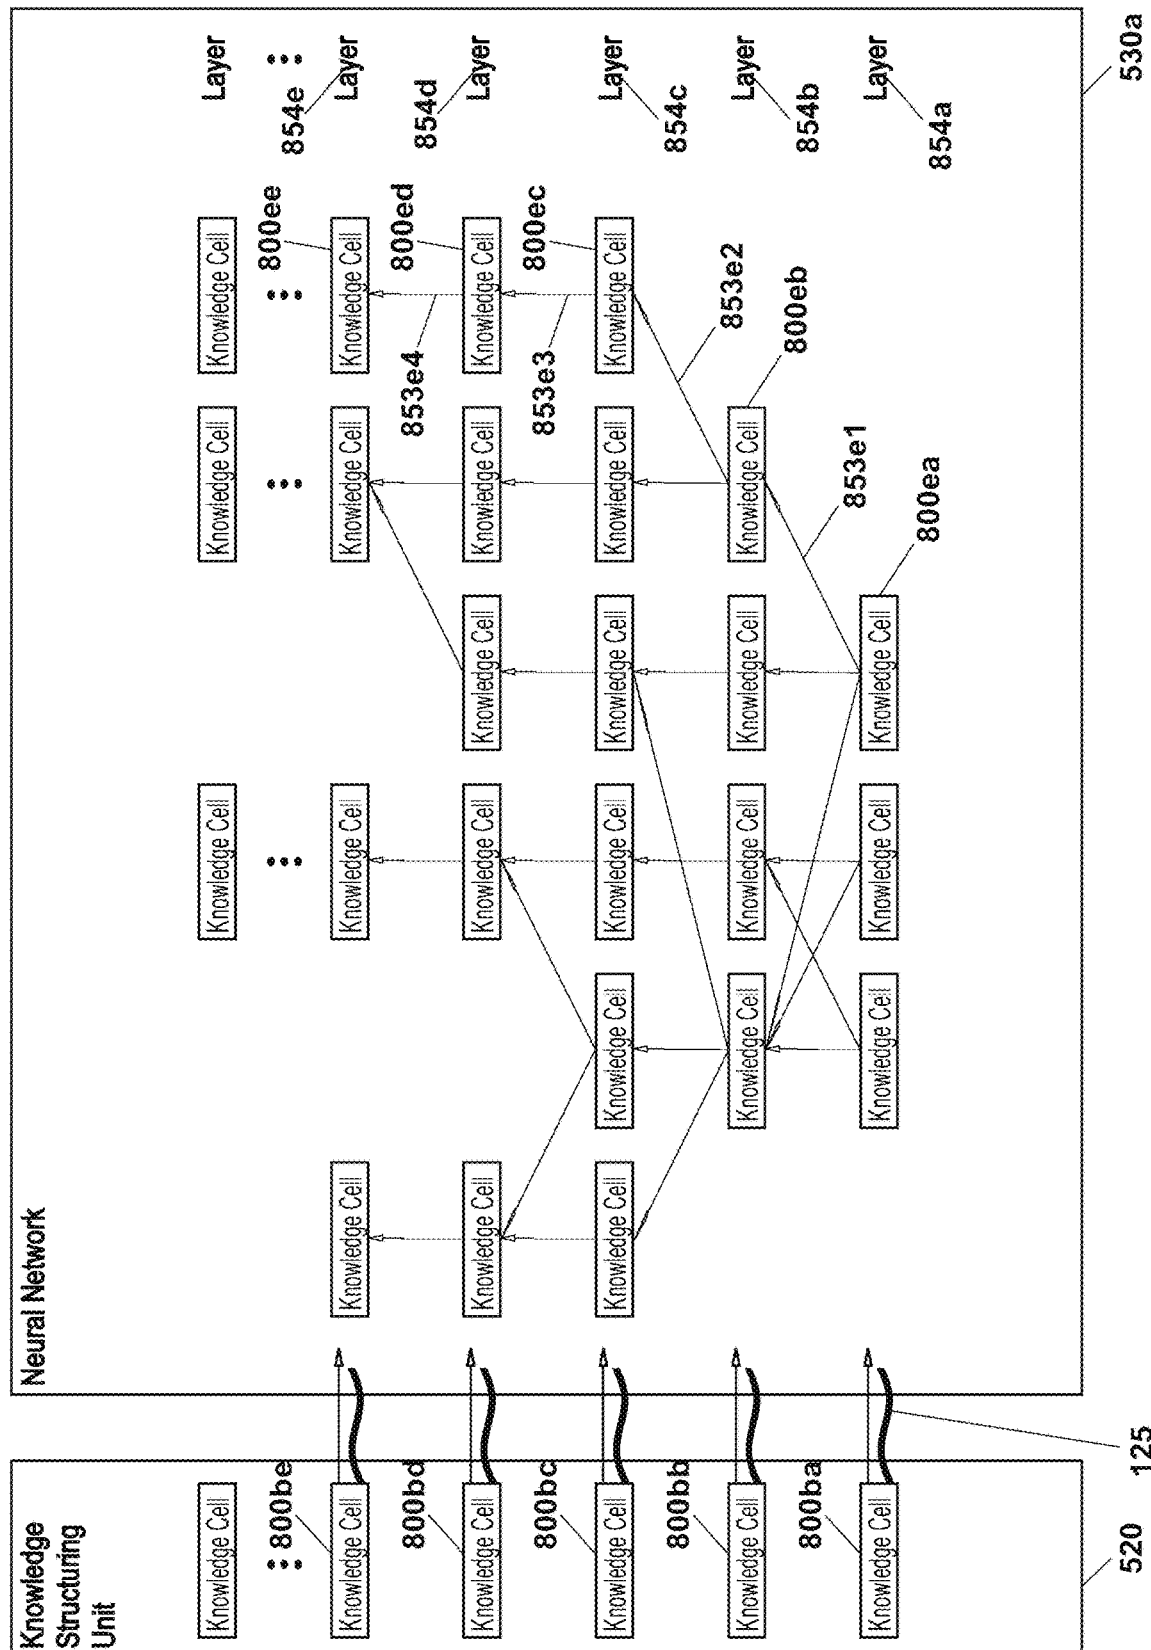 Knowledge
Structuring
Unit
Neural Network
Knowledge Cell
Knowledge Cell
Knowledge Cell
Knowledge Cell
Layer
800be
800ee
854e
Knowledge Cell
Knowledge Cell
Knowledge Cell
Knowledge Cell
Knowledge Cell
Layer
800bd
853e4
800ed
854d
Knowledge Cell
Knowledge Cell
Knowledge Cell
Knowledge Cell
Knowledge Cell
Knowledge Cell
Layer
800bc
853e3
800ec
854c
Knowledge Cell
Knowledge Cell
Knowledge Cell
Knowledge Cell
Knowledge Cell
Knowledge Cell
Knowledge Cell
Layer
800bb
853e2
854b
Knowledge Cell
Knowledge Cell
Knowledge Cell
Knowledge Cell
Knowledge Cell
Layer
800ba
800eb
853e1
854a
Knowledge Cell
Knowledge Cell
Knowledge Cell
Knowledge Cell
Layer
800ea
520
125
530a